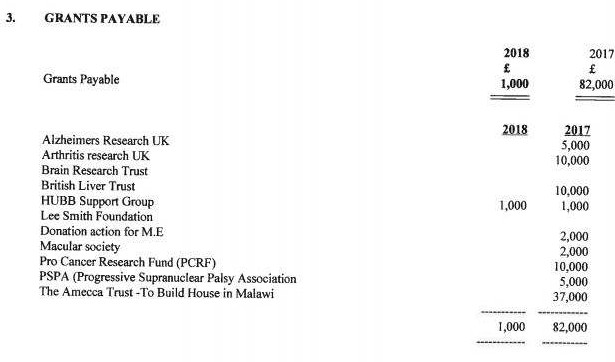 3. GRANTS PAYABLE
2018 2017
£ £
Grants Payable 1,000 82,000
2018 2017
Alzheimers Research UK 5,000
Arthritis research UK 10,000
Brain Research Trust
British Liver Trust 10,000
HUBB Support Group 1,000 1,000
Lee Smith Foundation
Donation action for M.E 2,000
Macular society 2,000
Pro Cancer Research Fund (PCRF) 10,000
PSPA (Progressive Supranuclear Palsy Association 5,000
The Amecca Trust -To Build House in Malawi 37,000
1,000 82,000